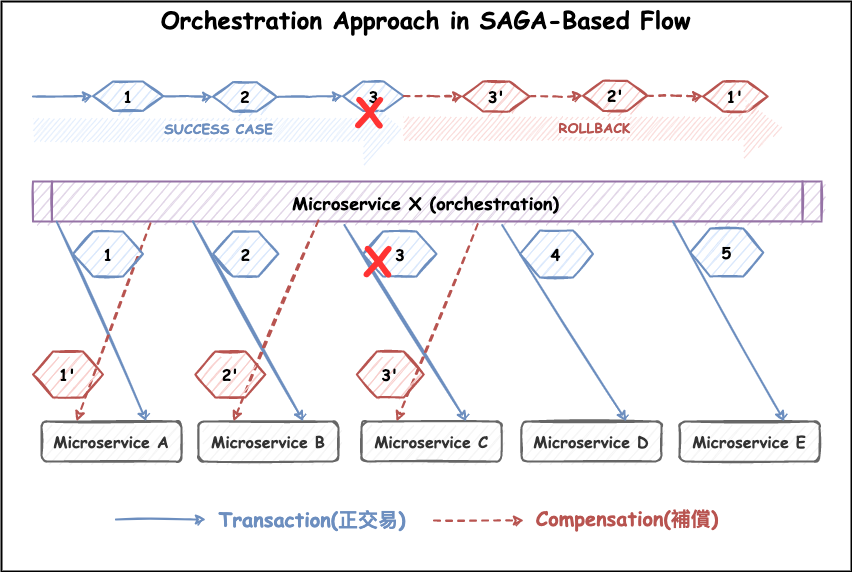 Orchestration Approach in SAGA-Based Flow
1 2 3 3' 2' 1'
SUCCESS CASE ROLLBACK
Microservice X (orchestration)
1 2 3 4 5
1' 2' 3'
Microservice A Microservice B Microservice C Microservice D Microservice E
Transaction(正交易) Compensation(補償)